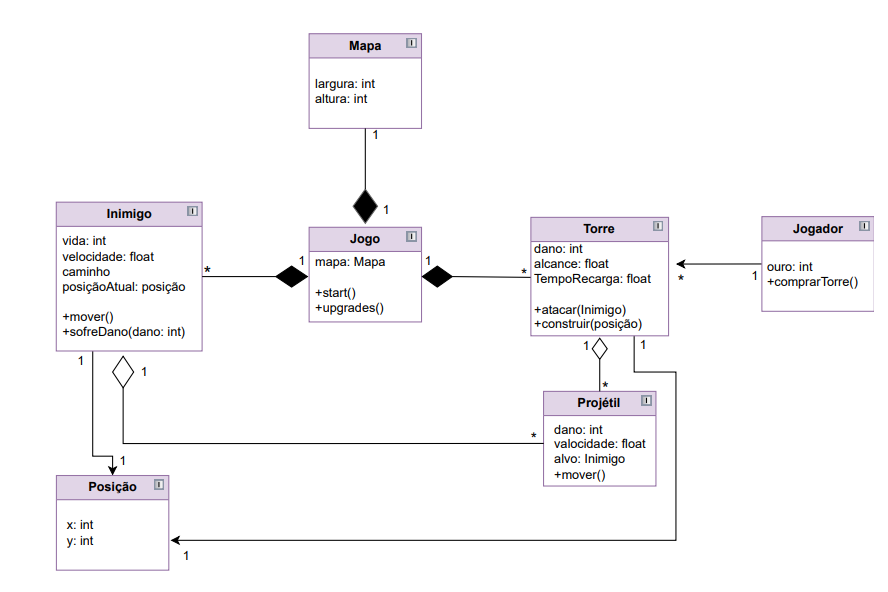 Mapa
largura: int
altura: int
1
1
Inimigo
vida: int
velocidade: float
caminho
posiçãoAtual: posição
+mover()
+sofreDano(dano: int)
*
1
Jogo
mapa: Mapa
+start()
+upgrades()
1
*
Torre
dano: int
alcance: float
TempoRecarga: float
+atacar(Inimigo)
+construir(posição)
*
1
Jogador
ouro: int
+comprarTorre()
1
1
1
1
*
Projétil
dano: int
valocidade: float
alvo: Inimigo
+mover()
*
1
Posição
x: int
y: int
1